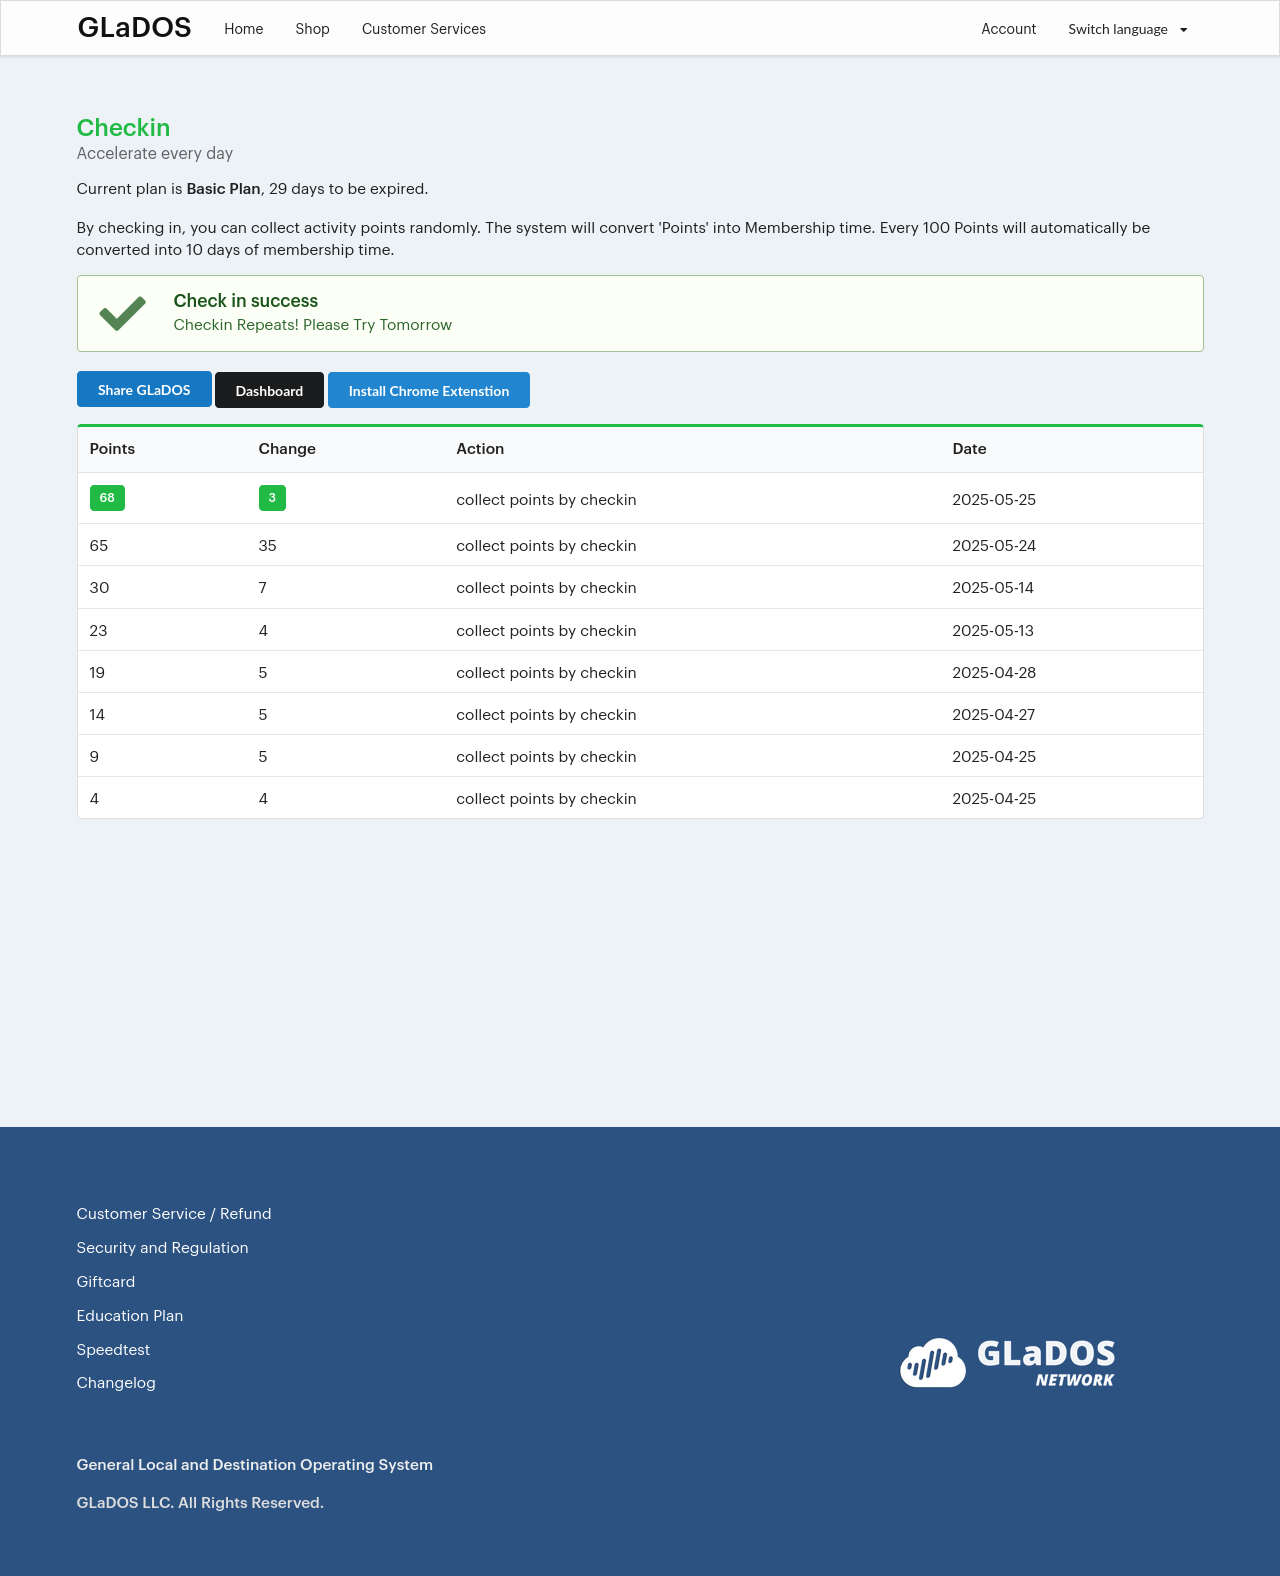 GLaDOS Home Shop Customer Services Account Switch language
Checkin
Accelerate every day
Current plan is Basic Plan, 29 days to be expired.
By checking in, you can collect activity points randomly. The system will convert 'Points' into Membership time. Every 100 Points will automatically be
converted into 10 days of membership time.
Check in success
Checkin Repeats! Please Try Tomorrow
Share GLaDOS Dashboard Install Chrome Extenstion
Points Change Action Date
68 3 collect points by checkin 2025-05-25
65 35 collect points by checkin 2025-05-24
30 7 collect points by checkin 2025-05-14
23 4 collect points by checkin 2025-05-13
19 5 collect points by checkin 2025-04-28
14 5 collect points by checkin 2025-04-27
9 5 collect points by checkin 2025-04-25
4 4 collect points by checkin 2025-04-25
Customer Service / Refund
Security and Regulation
Giftcard
Education Plan
Speedtest
Changelog
GLaDOS
NETWORK
General Local and Destination Operating System
GLaDOS LLC. All Rights Reserved.